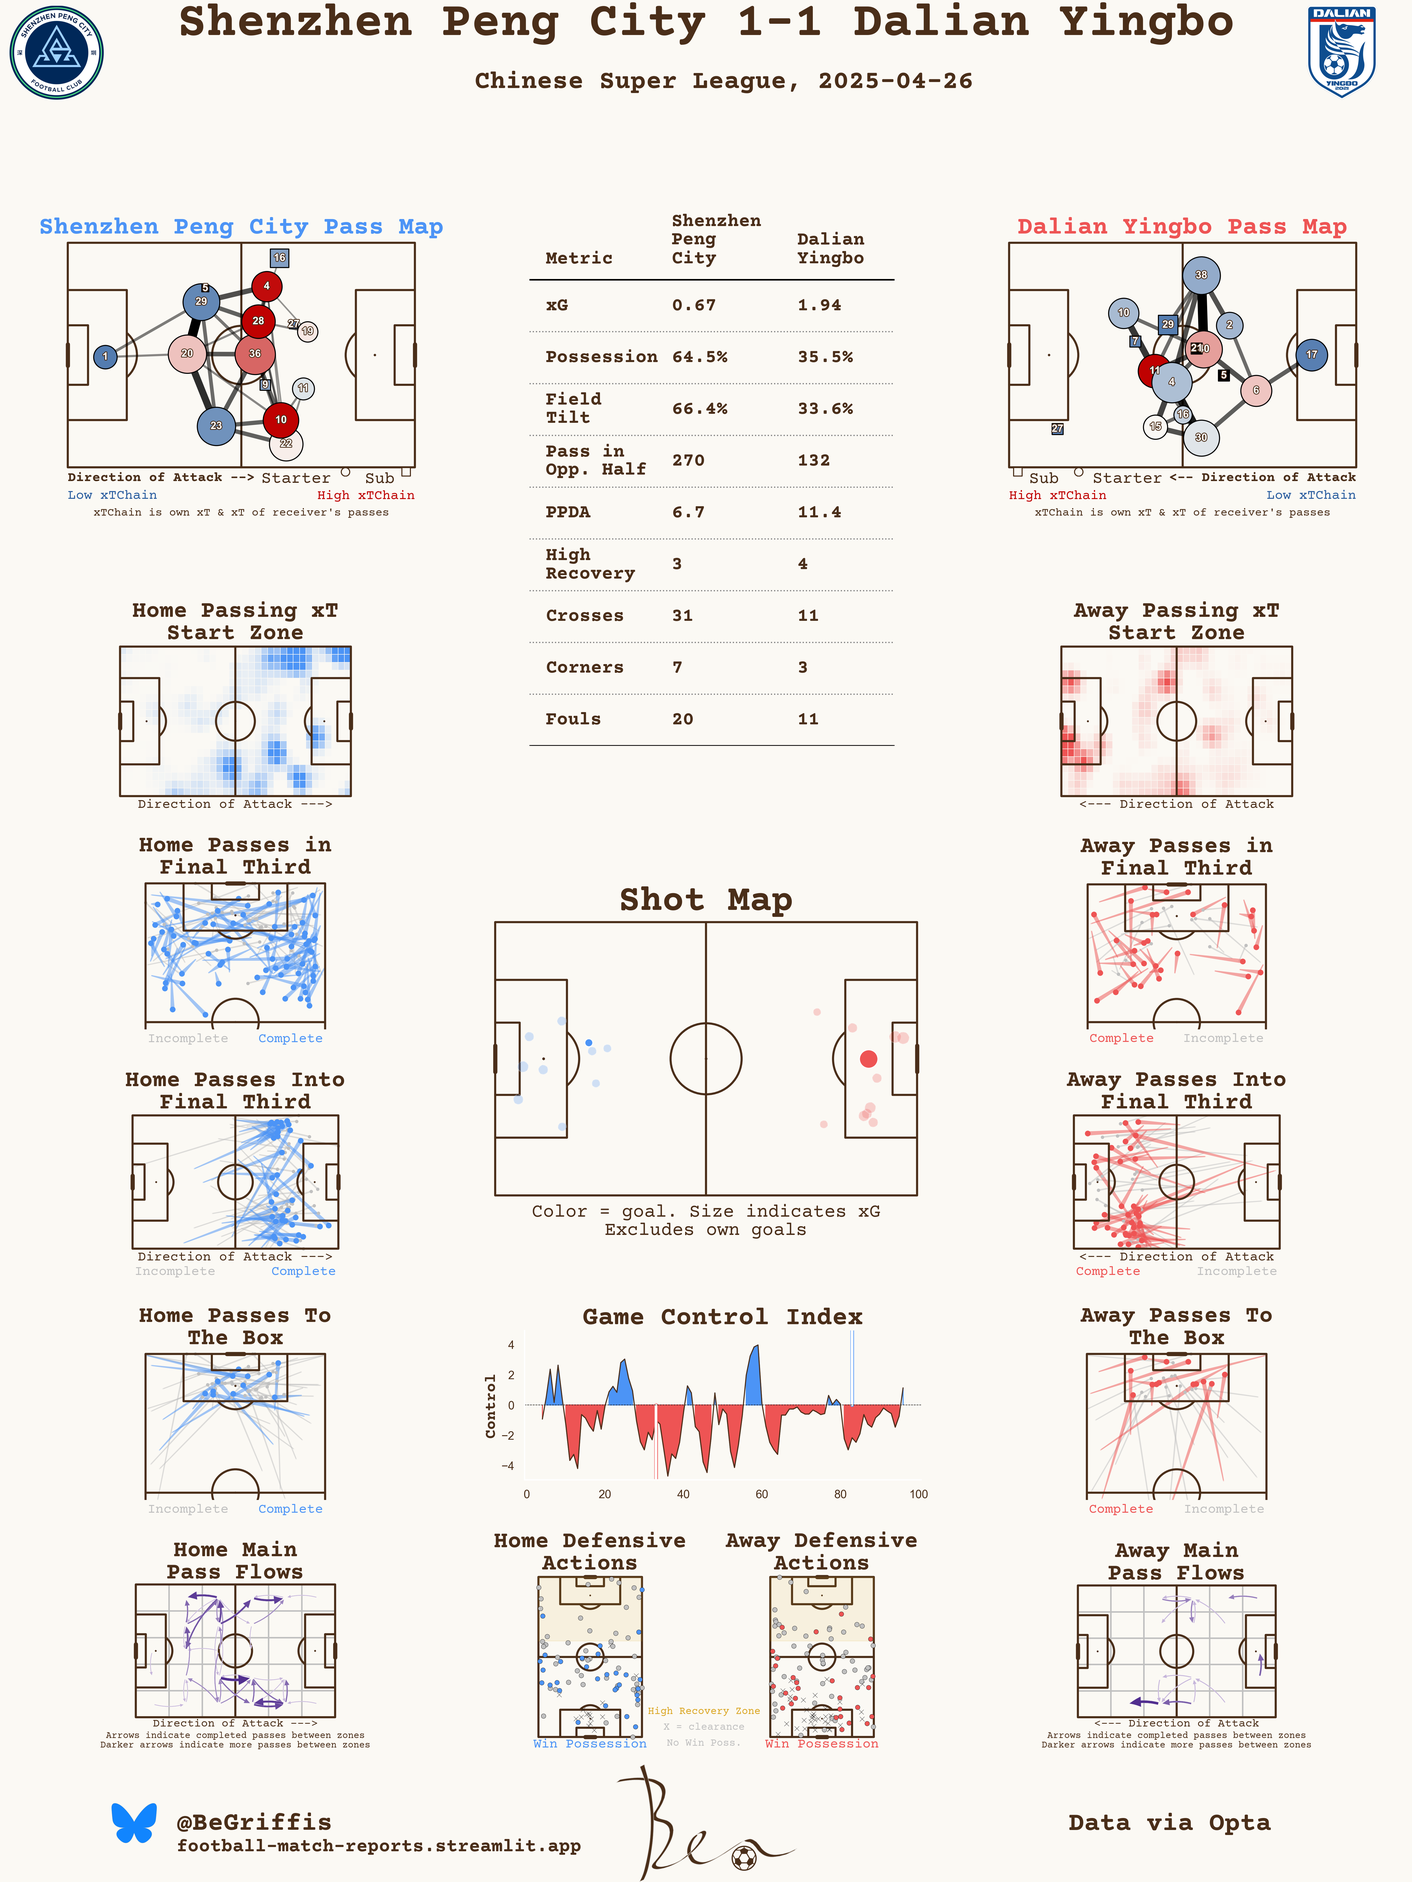 Shenzhen Peng City 1-1 Dalian Yingbo
Chinese Super League, 2025-04-26
SHENZHEN PENG CITY
FOOTBALL CLUB
DALIAN
YINGBO
Shenzhen Peng City Pass Map
16
4
5
29
28
27
19
1
20
36
9
11
10
23
22
Direction of Attack --> Starter Sub
Low xTChain High xTChain
xTChain is own xT & xT of receiver's passes
Metric Shenzhen Peng City Dalian Yingbo
xG 0.67 1.94
Possession 64.5% 35.5%
Field Tilt 66.4% 33.6%
Pass in Opp. Half 270 132
PPDA 6.7 11.4
High Recovery 3 4
Crosses 31 11
Corners 7 3
Fouls 20 11
Dalian Yingbo Pass Map
38
10
29
2
7
17
11
4
5
6
16
15
30
27
Sub Starter <-- Direction of Attack
High xTChain Low xTChain
xTChain is own xT & xT of receiver's passes
Home Passing xT
Start Zone
Direction of Attack --->
Away Passing xT
Start Zone
<--- Direction of Attack
Home Passes in
Final Third
Incomplete Complete
Away Passes in
Final Third
Complete Incomplete
Shot Map
Color = goal. Size indicates xG
Excludes own goals
Home Passes Into
Final Third
Direction of Attack --->
Incomplete Complete
Away Passes Into
Final Third
<--- Direction of Attack
Complete Incomplete
Home Passes To
The Box
Incomplete Complete
Game Control Index
Control
4
2
0
−2
−4
0 20 40 60 80 100
Away Passes To
The Box
Complete Incomplete
Home Main
Pass Flows
Direction of Attack --->
Arrows indicate completed passes between zones
Darker arrows indicate more passes between zones
Home Defensive
Actions
Win Possession
Away Defensive
Actions
Win Possession
High Recovery Zone
X = clearance
No Win Poss.
Away Main
Pass Flows
<--- Direction of Attack
Arrows indicate completed passes between zones
Darker arrows indicate more passes between zones
@BeGriffis
football-match-reports.streamlit.app
Ben
Data via Opta